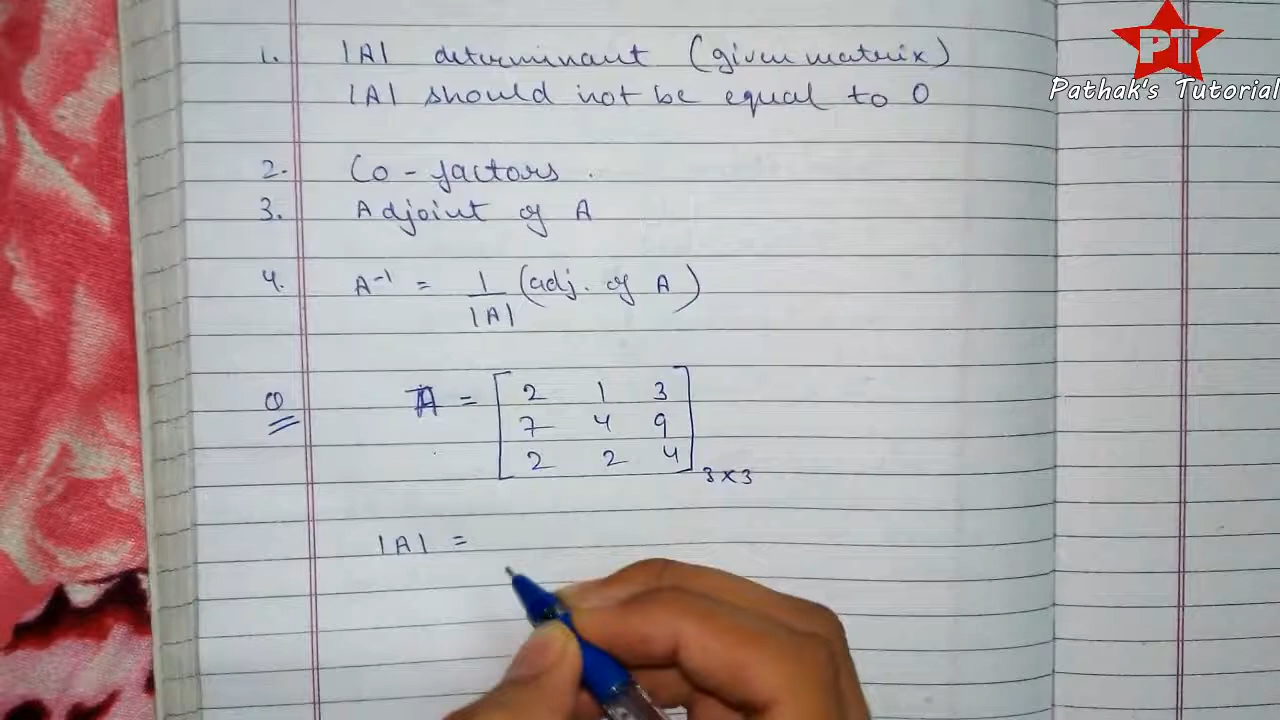 1. |A| determinant (given matrix)
|A| should not be equal to 0
2. Co-factors.
3. Adjoint of A
4. A⁻¹ = 1/|A| (adj. of A)
Q A = [2 1 3
7 4 9
2 2 4] 3×3
|A| =
PT
Pathak's Tutorial